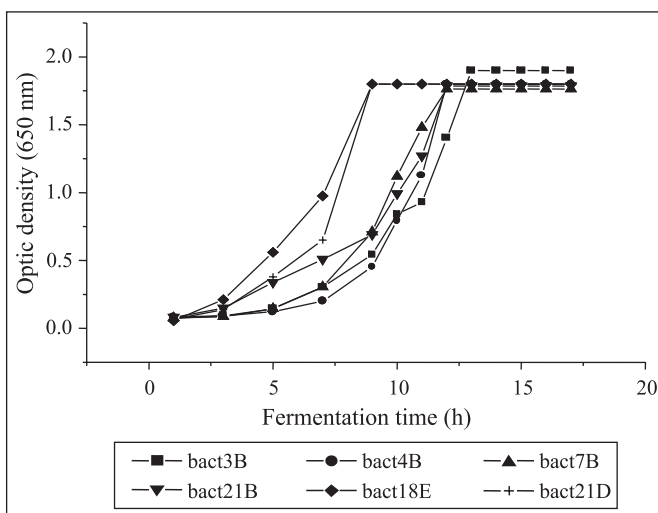 Optic density (650 nm)
2.0
1.5
1.0
0.5
0.0
0 5 10 15 20
Fermentation time (h)
bact3B bact4B bact7B
bact21B bact18E bact21D